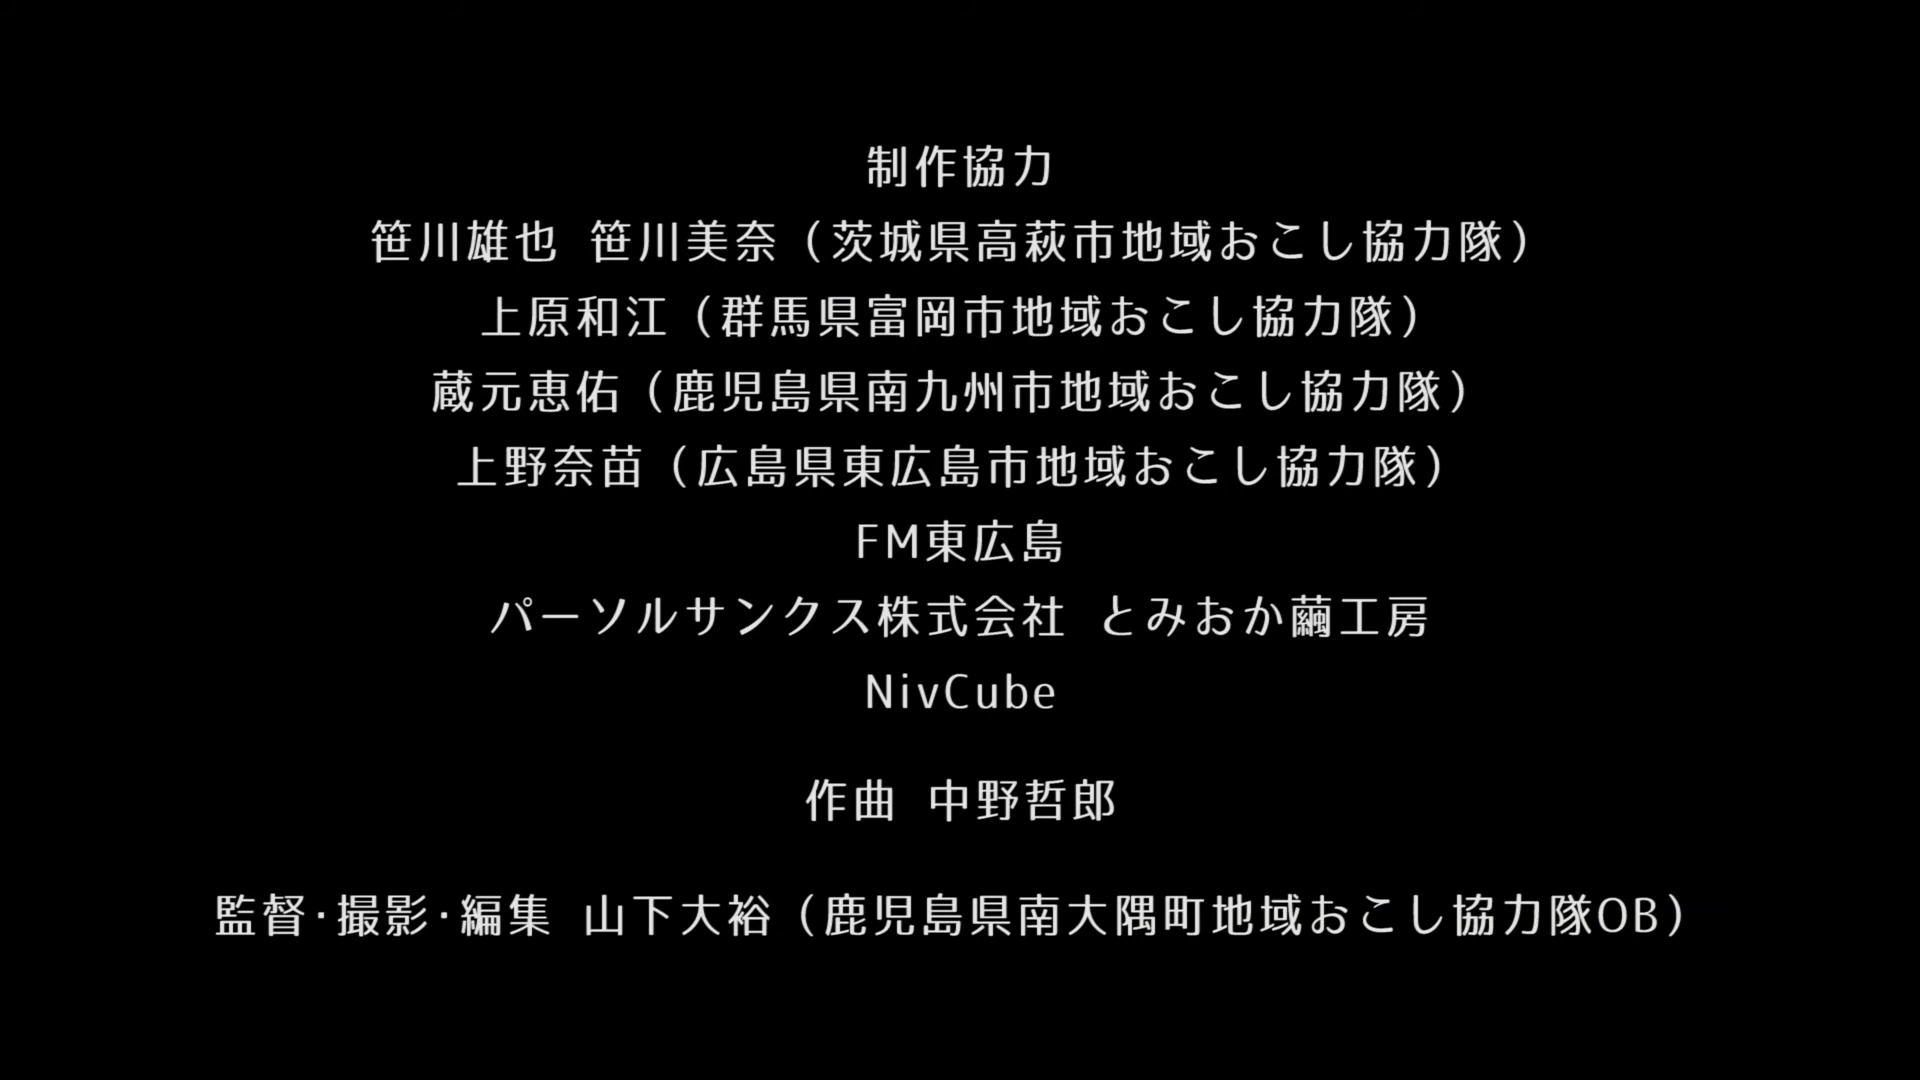 制作協力
笹川雄也 笹川美奈（茨城県高萩市地域おこし協力隊）
上原和江（群馬県富岡市地域おこし協力隊）
蔵元恵佑（鹿児島県南九州市地域おこし協力隊）
上野奈苗（広島県東広島市地域おこし協力隊）
FM東広島
パーソルサンクス株式会社 とみおか繭工房
NivCube
作曲 中野哲郎
監督・撮影・編集 山下大裕（鹿児島県南大隅町地域おこし協力隊OB）